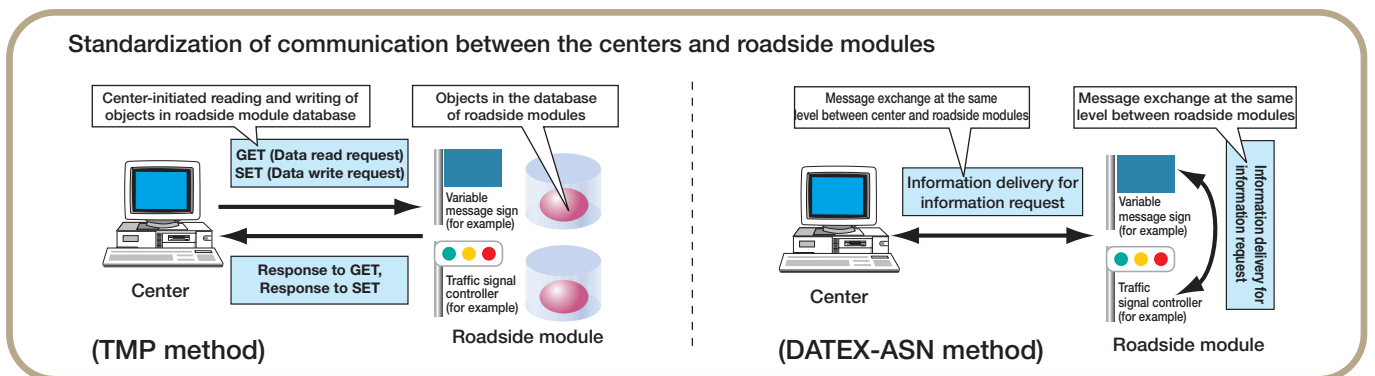 Standardization of communication between the centers and roadside modules
Center-initiated reading and writing of
objects in roadside module database
Objects in the database
of roadside modules
GET (Data read request)
SET (Data write request)
Variable
message sign
(for example)
Response to GET,
Response to SET
Center
Traffic signal
controller
(for example)
Roadside module
(TMP method)
Message exchange at the same
level between center and roadside modules
Message exchange at the same
level between roadside modules
Information delivery for
information request
Variable
message sign
(for example)
Information delivery for
information request
Center
Traffic
signal controller
(for example)
Roadside module
(DATEX-ASN method)